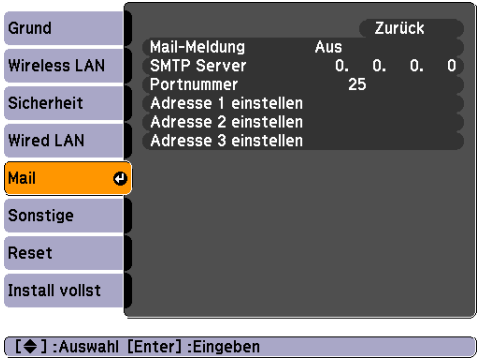 Grund
Wireless LAN
Sicherheit
Wired LAN
Mail
Sonstige
Reset
Install vollst
Zurück
Mail-Meldung Aus
SMTP Server 0. 0. 0. 0
Portnummer 25
Adresse 1 einstellen
Adresse 2 einstellen
Adresse 3 einstellen
[◆] :Auswahl [Enter] :Eingeben